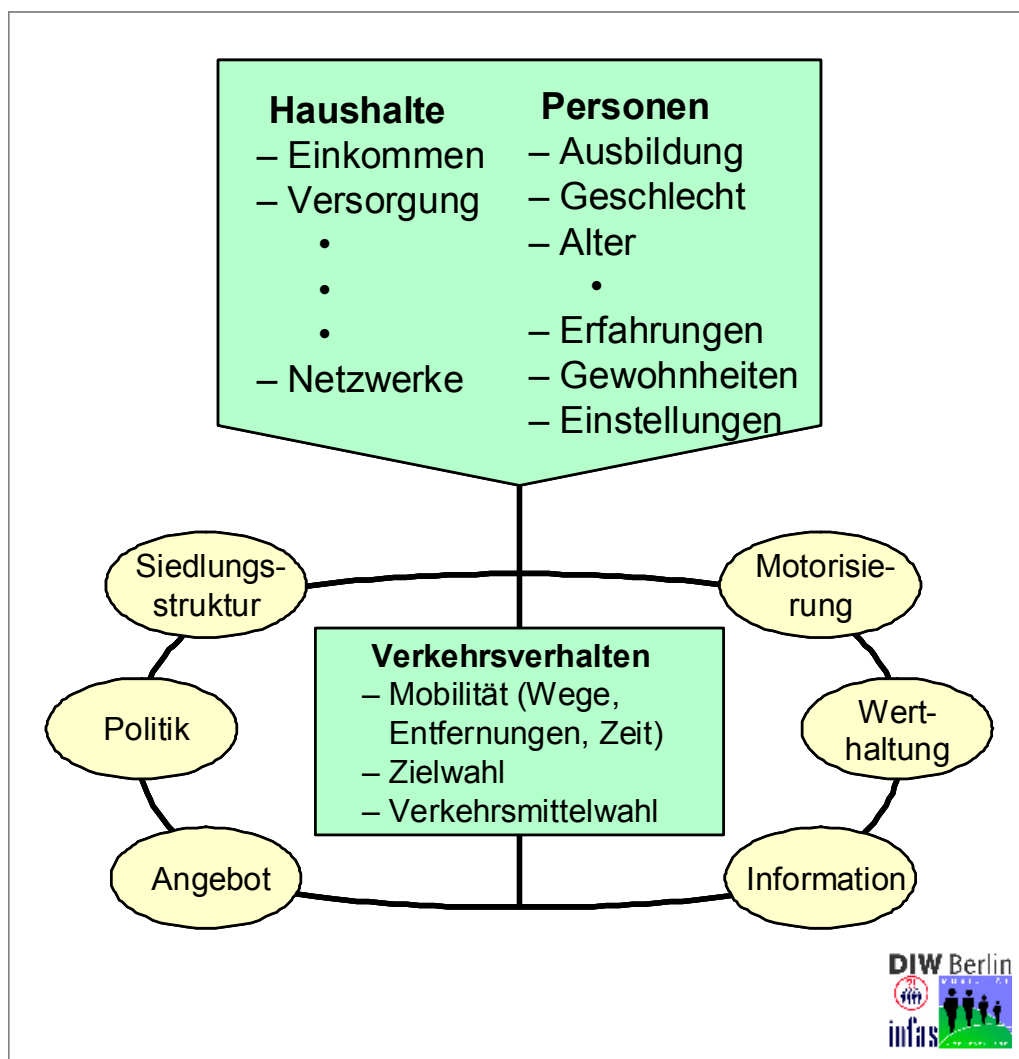 Haushalte
– Einkommen
– Versorgung
•
•
•
– Netzwerke
Personen
– Ausbildung
– Geschlecht
– Alter
•
– Erfahrungen
– Gewohnheiten
– Einstellungen
Siedlungs-
struktur
Motorisie-
rung
Verkehrsverhalten
– Mobilität (Wege,
Entfernungen, Zeit)
– Zielwahl
– Verkehrsmittelwahl
Politik
Wert-
haltung
Angebot
Information
DIW Berlin
infas